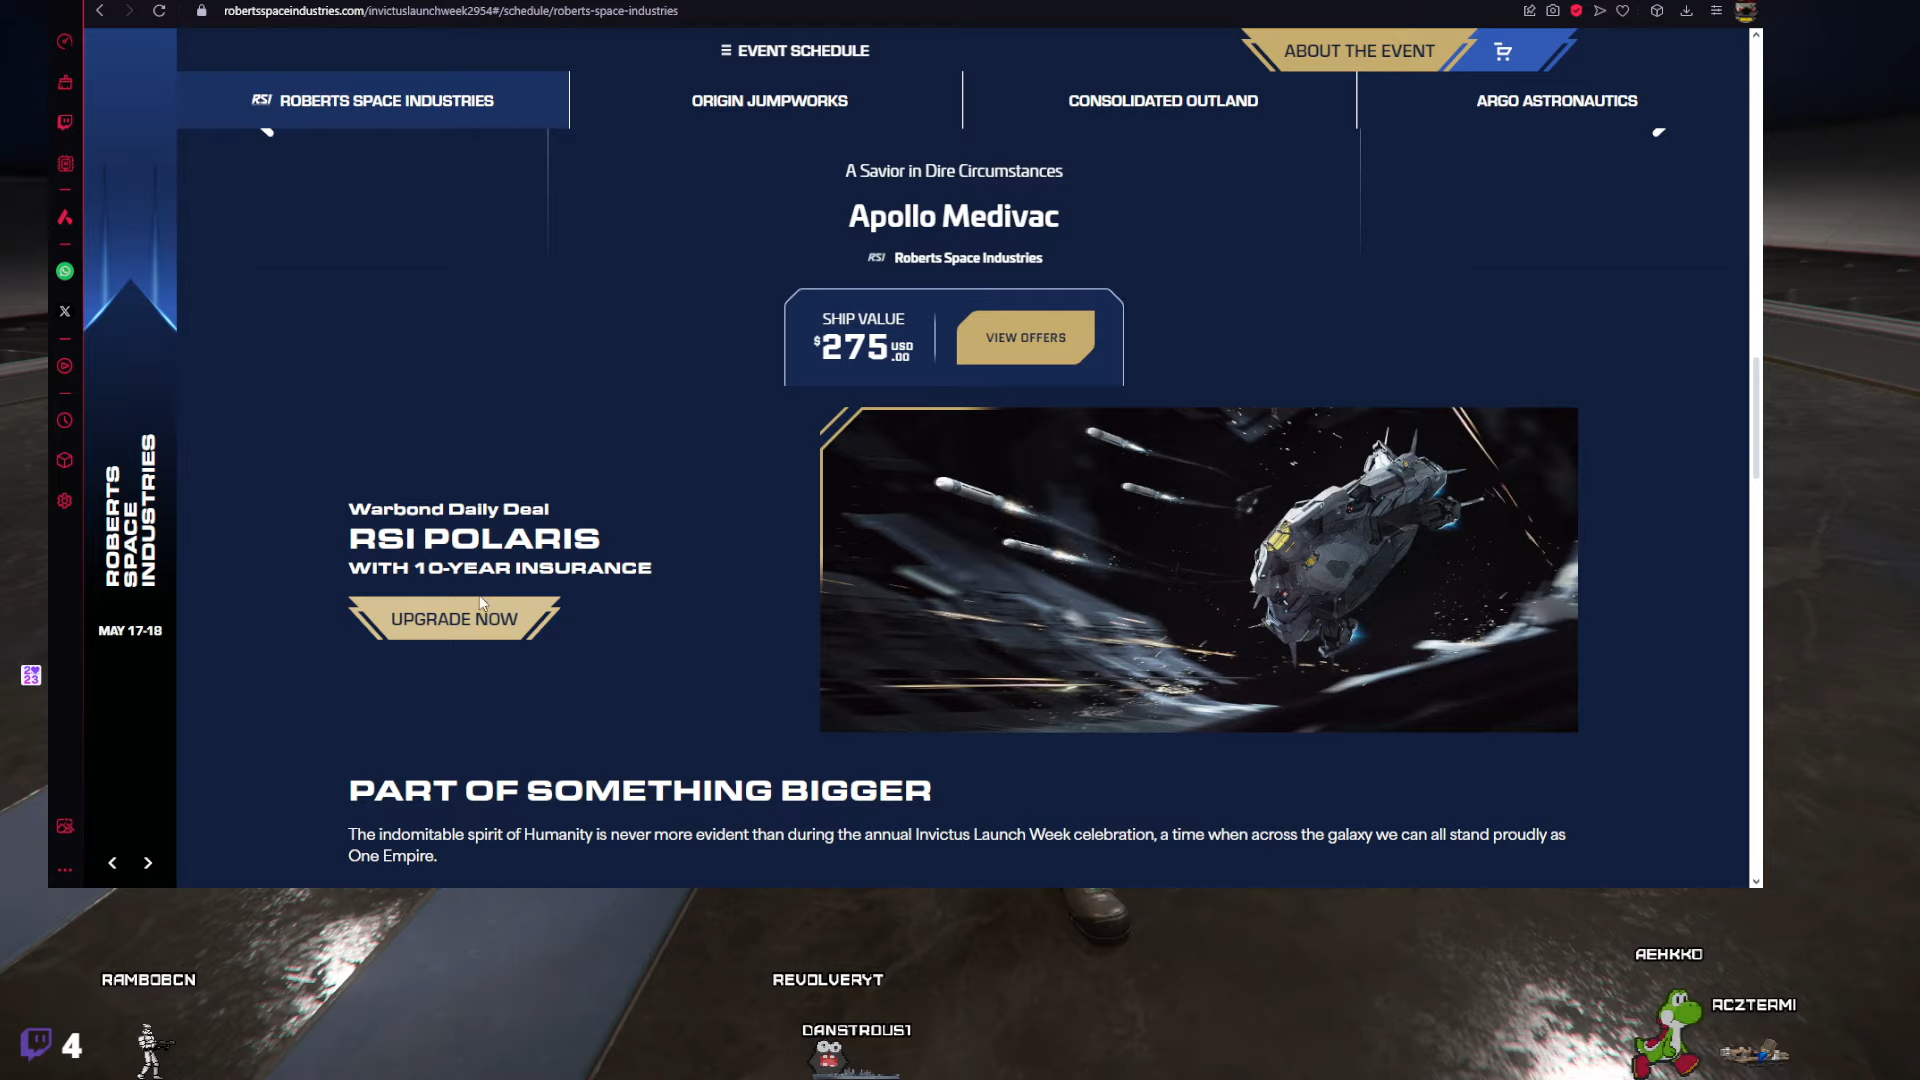 robertsspaceindustries.com/invictuslaunchweek2954#/schedule/roberts-space-industries
EVENT SCHEDULE
ABOUT THE EVENT
RSI ROBERTS SPACE INDUSTRIES
ORIGIN JUMPWORKS
CONSOLIDATED OUTLAND
ARGO ASTRONAUTICS
A Savior in Dire Circumstances
Apollo Medivac
RSI Roberts Space Industries
SHIP VALUE
$275 USD .00
VIEW OFFERS
Warbond Daily Deal
RSI POLARIS
WITH 10-YEAR INSURANCE
UPGRADE NOW
ROBERTS
SPACE
INDUSTRIES
MAY 17-18
PART OF SOMETHING BIGGER
The indomitable spirit of Humanity is never more evident than during the annual Invictus Launch Week celebration, a time when across the galaxy we can all stand proudly as
One Empire.
2♥
23
RAMBOBCN
REVOLVERYT
AEHKKO
DANSTROUS1
ACZTERMI
4